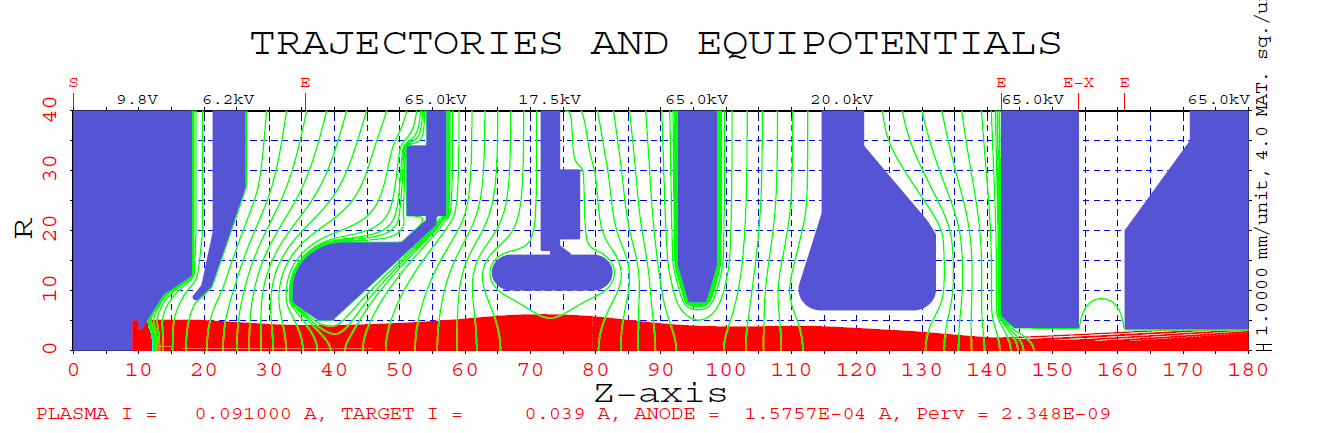 TRAJECTORIES AND EQUIPOTENTIALS
S E E E-X E
9.8V 6.2kV 65.0kV 17.5kV 65.0kV 20.0kV 65.0kV 65.0kV
40
30
20
10
0
R
0 10 20 30 40 50 60 70 80 90 100 110 120 130 140 150 160 170 180
Z-axis
PLASMA I = 0.091000 A, TARGET I = 0.039 A, ANODE = 1.5757E-04 A, Perv = 2.348E-09
H 1.0000 mm/unit, 4.0 MAT. sq./